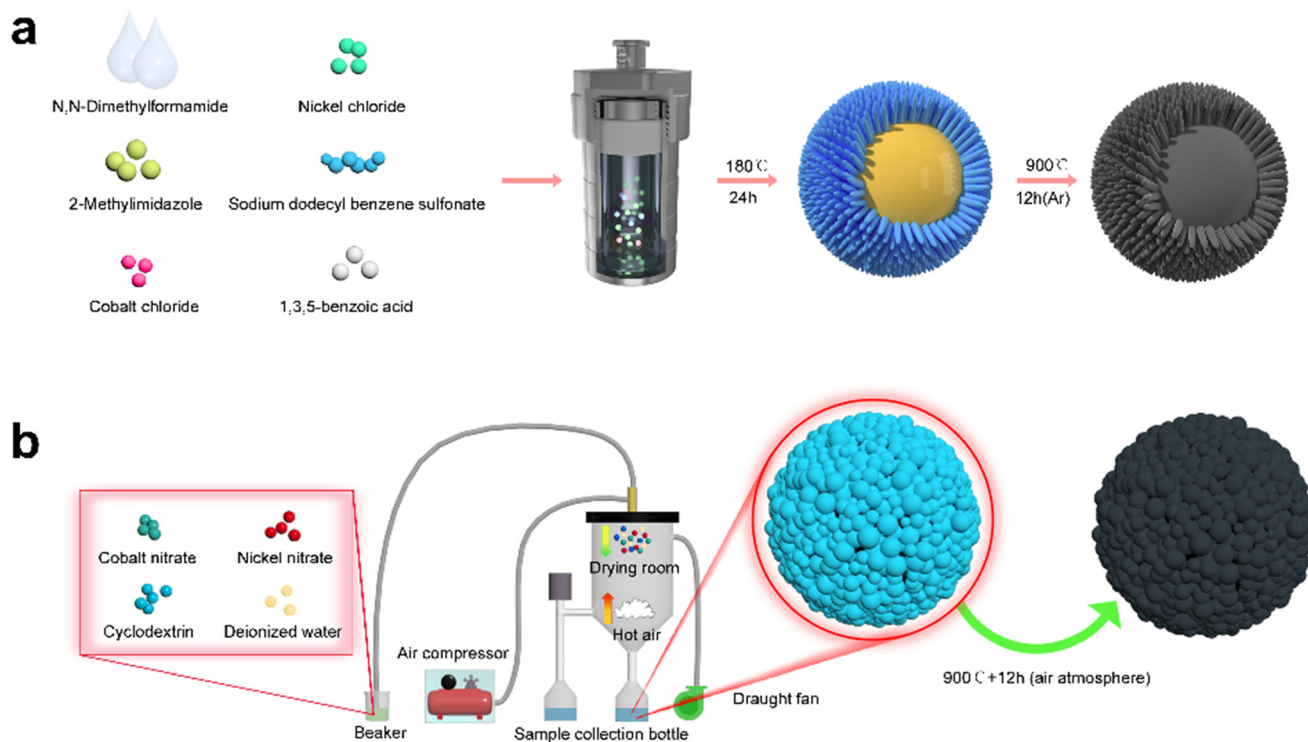 a
N,N-Dimethylformamide
Nickel chloride
2-Methylimidazole
Sodium dodecyl benzene sulfonate
Cobalt chloride
1,3,5-benzoic acid
180℃
24h
900℃
12h(Ar)
b
Cobalt nitrate
Nickel nitrate
Cyclodextrin
Deionized water
Drying room
Hot air
Air compressor
Beaker
Sample collection bottle
Draught fan
900℃+12h (air atmosphere)